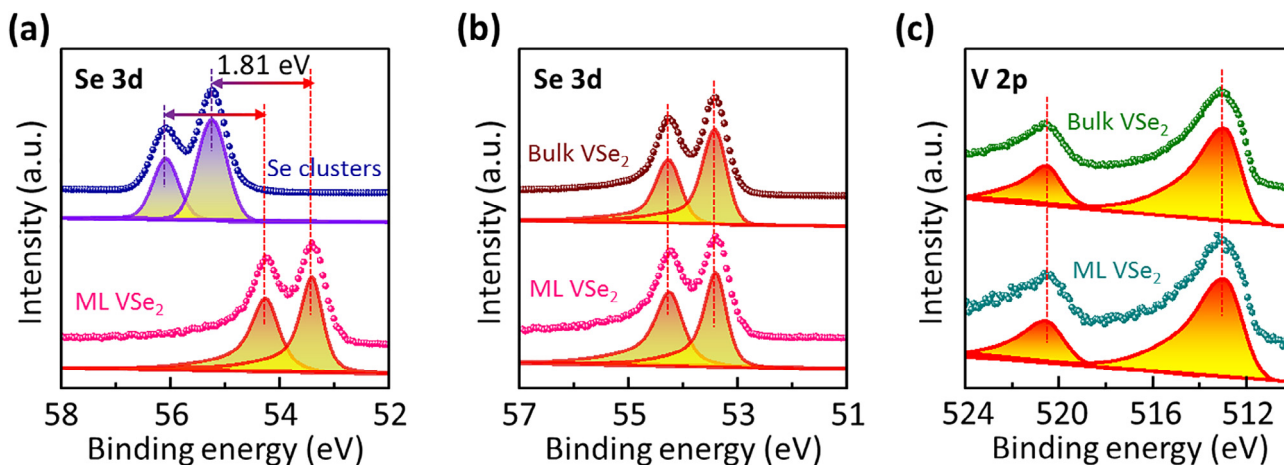 (a)
Se 3d
1.81 eV
Se clusters
ML VSe₂
Intensity (a.u.)
58 56 54 52
Binding energy (eV)
(b)
Se 3d
Bulk VSe₂
ML VSe₂
Intensity (a.u.)
57 55 53 51
Binding energy (eV)
(c)
V 2p
Bulk VSe₂
ML VSe₂
Intensity (a.u.)
524 520 516 512
Binding energy (eV)